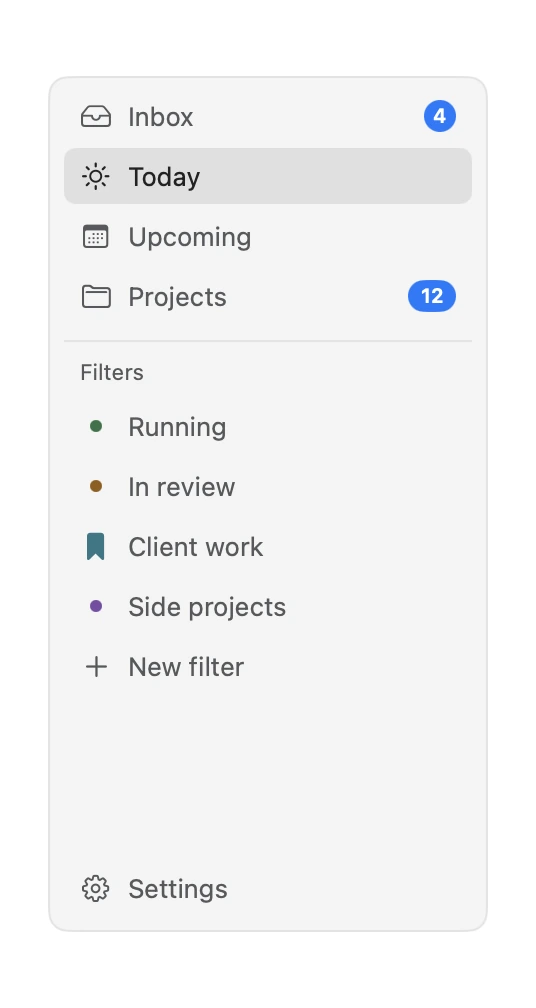 Inbox 4
Today
Upcoming
Projects 12
Filters
Running
In review
Client work
Side projects
New filter
Settings